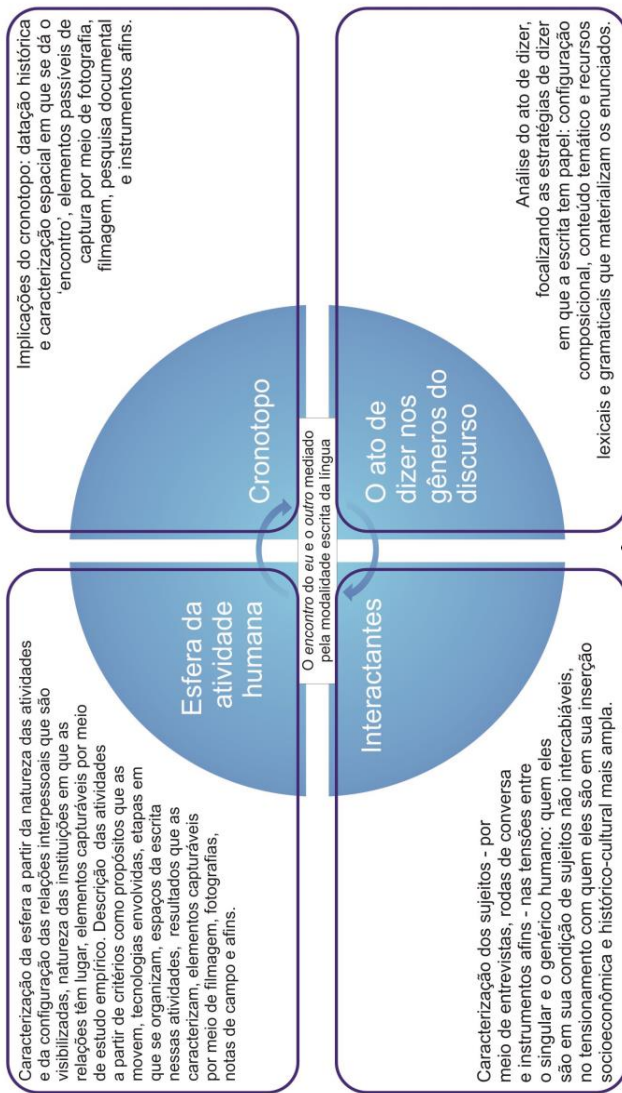 Caracterização da esfera a partir da natureza das atividades
e da configuração das relações interpessoais que são
visibilizadas, natureza das instituições em que as
relações têm lugar, elementos capturáveis por meio
de estudo empírico. Descrição das atividades
a partir de critérios como propósitos que as
movem, tecnologias envolvidas, etapas em
que se organizam, espaços da escrita
nessas atividades, resultados que as
caracterizam, elementos capturáveis
por meio de filmagem, fotografias,
notas de campo e afins.
Esfera da
atividade
humana
Implicações do cronotopo: datação histórica
e caracterização espacial em que se dá o
‘encontro’, elementos passíveis de
captura por meio de fotografia,
filmagem, pesquisa documental
e instrumentos afins.
Cronotopo
O encontro do eu e o outro mediado
pela modalidade escrita da língua
Interactantes
Caracterização dos sujeitos - por
meio de entrevistas, rodas de conversa
e instrumentos afins - nas tensões entre
o singular e o genérico humano: quem eles
são em sua condição de sujeitos não intercabiáveis,
no tensionamento com quem eles são em sua inserção
socioeconômica e histórico-cultural mais ampla.
O ato de
dizer nos
gêneros do
discurso
Análise do ato de dizer,
focalizando as estratégias de dizer
em que a escrita tem papel: configuração
composicional, conteúdo temático e recursos
lexicais e gramaticais que materializam os enunciados.